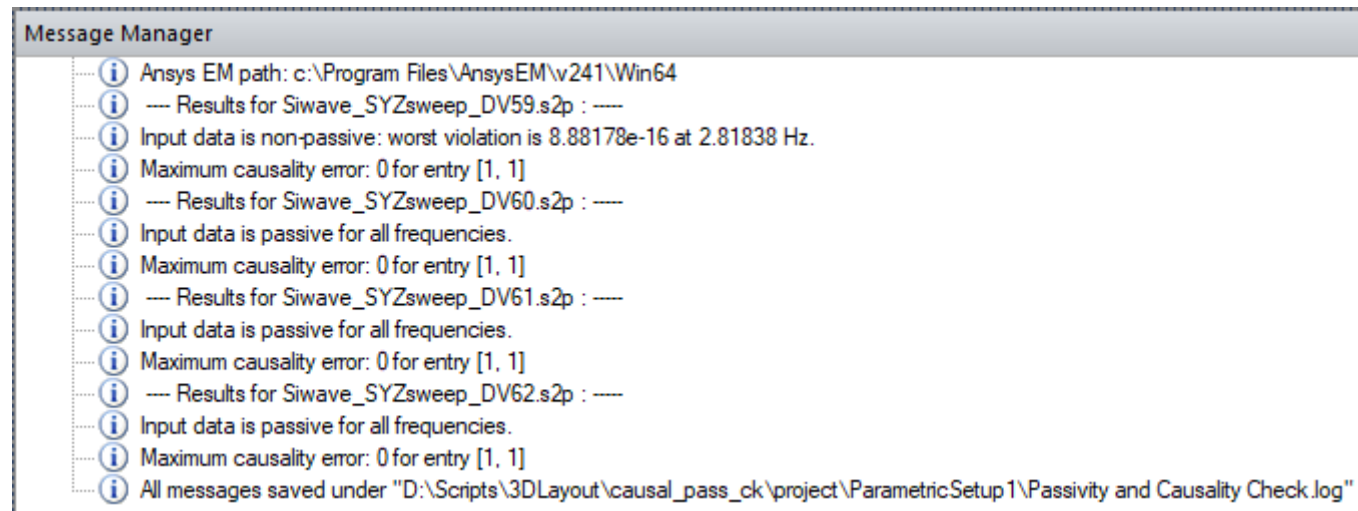 Message Manager
Ansys EM path: c:\Program Files\AnsysEM\v241\Win64
---- Results for Siwave_SYZsweep_DV59.s2p : -----
Input data is non-passive: worst violation is 8.88178e-16 at 2.81838 Hz.
Maximum causality error: 0 for entry [1, 1]
---- Results for Siwave_SYZsweep_DV60.s2p : -----
Input data is passive for all frequencies.
Maximum causality error: 0 for entry [1, 1]
---- Results for Siwave_SYZsweep_DV61.s2p : -----
Input data is passive for all frequencies.
Maximum causality error: 0 for entry [1, 1]
---- Results for Siwave_SYZsweep_DV62.s2p : -----
Input data is passive for all frequencies.
Maximum causality error: 0 for entry [1, 1]
All messages saved under "D:\Scripts\3DLayout\causal_pass_ck\project\ParametricSetup1\Passivity and Causality Check.log"